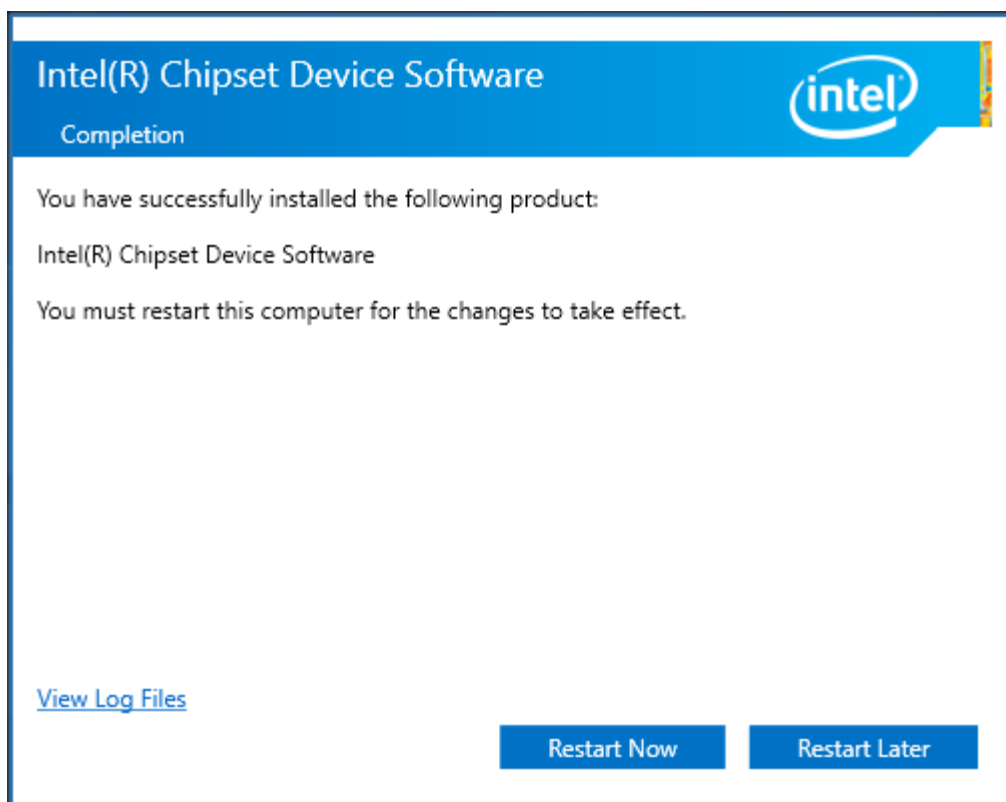 Intel(R) Chipset Device Software
intel
Completion
You have successfully installed the following product:
Intel(R) Chipset Device Software
You must restart this computer for the changes to take effect.
View Log Files
Restart Now
Restart Later